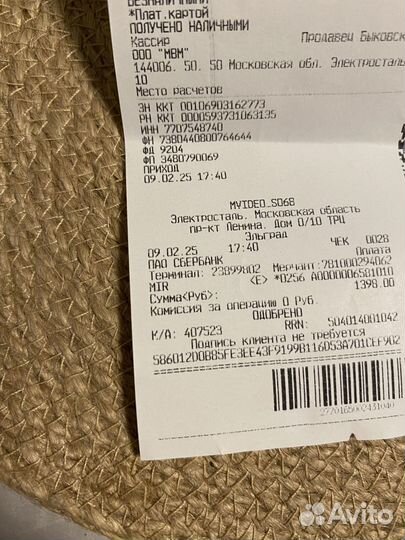 БЕЗНАЛИЧНЫМИ
*Плат.картой
ПОЛУЧЕНО НАЛИЧНЫМИ
Кассир Продавец Быковск
ООО "МВМ"
144006. 50. 50 Московская обл. Электросталь
10
Место расчетов
ЗН ККТ 00106903162773
РН ККТ 0000593731063135
ИНН 7707548740
ФН 7380440800764644
ФД 9204
ФП 3480790069
ПРИХОД
09.02.25 17:40
MVIDEO_S068
Электросталь. Московская область
пр-кт Ленина. Дом 0/10 ТРЦ
Эльград
09.02.25 17:40 ЧЕК 0028
ПАО СБЕРБАНК Оплата
Терминал: 23899802 Мерчант:781000294062
MIR <E> *0256 A0000006581010
Сумма<Руб>: 1398.00
Комиссия за операцию 0 Руб.
ОДОБРЕНО
К/А: 407523 RRN: 504014001042
Подпись клиента не требуется
586012D0B85FE3EE43F9199B116D53A701CEF902
2720165002431040
Avito